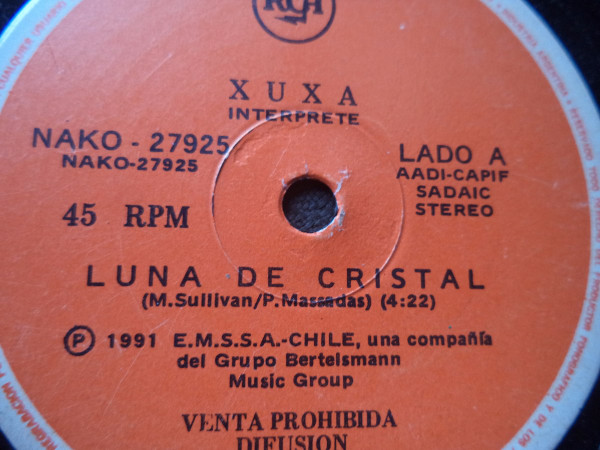 RCA
XUXA
INTERPRETE
NAKO - 27925
NAKO-27925
LADO A
AADI-CAPIF
SADAIC
STEREO
45 RPM
LUNA DE CRISTAL
(M.Sullivan/P.Massadas) (4:22)
Ⓟ 1991 E.M.S.S.A.-CHILE, una compañía
del Grupo Bertelsmann
Music Group
VENTA PROHIBIDA
DIFUSION